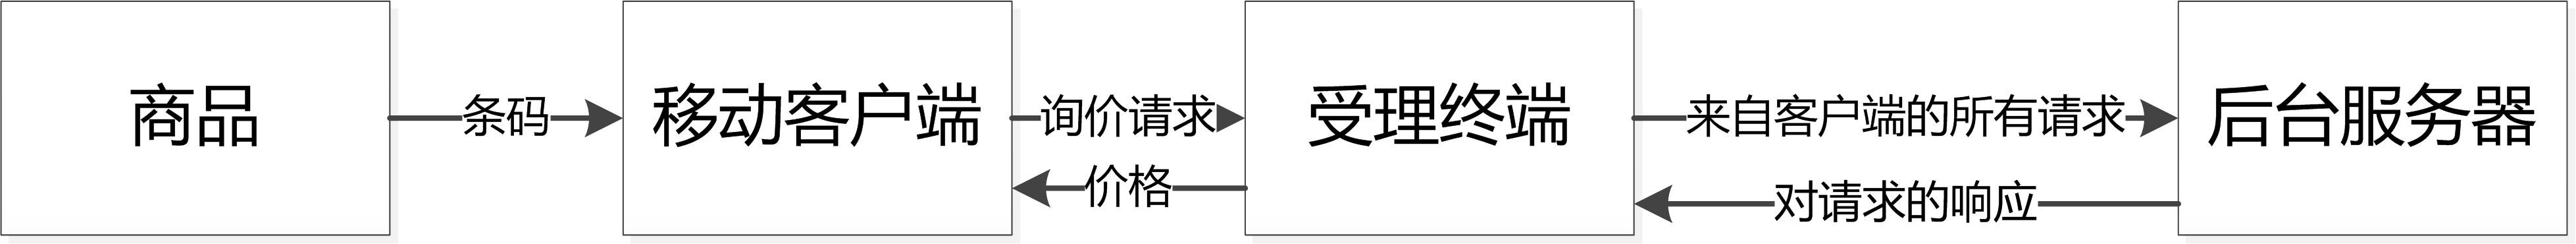 商品
条码
移动客户端
询价请求
价格
受理终端
来自客户端的所有请求
对请求的响应
后台服务器